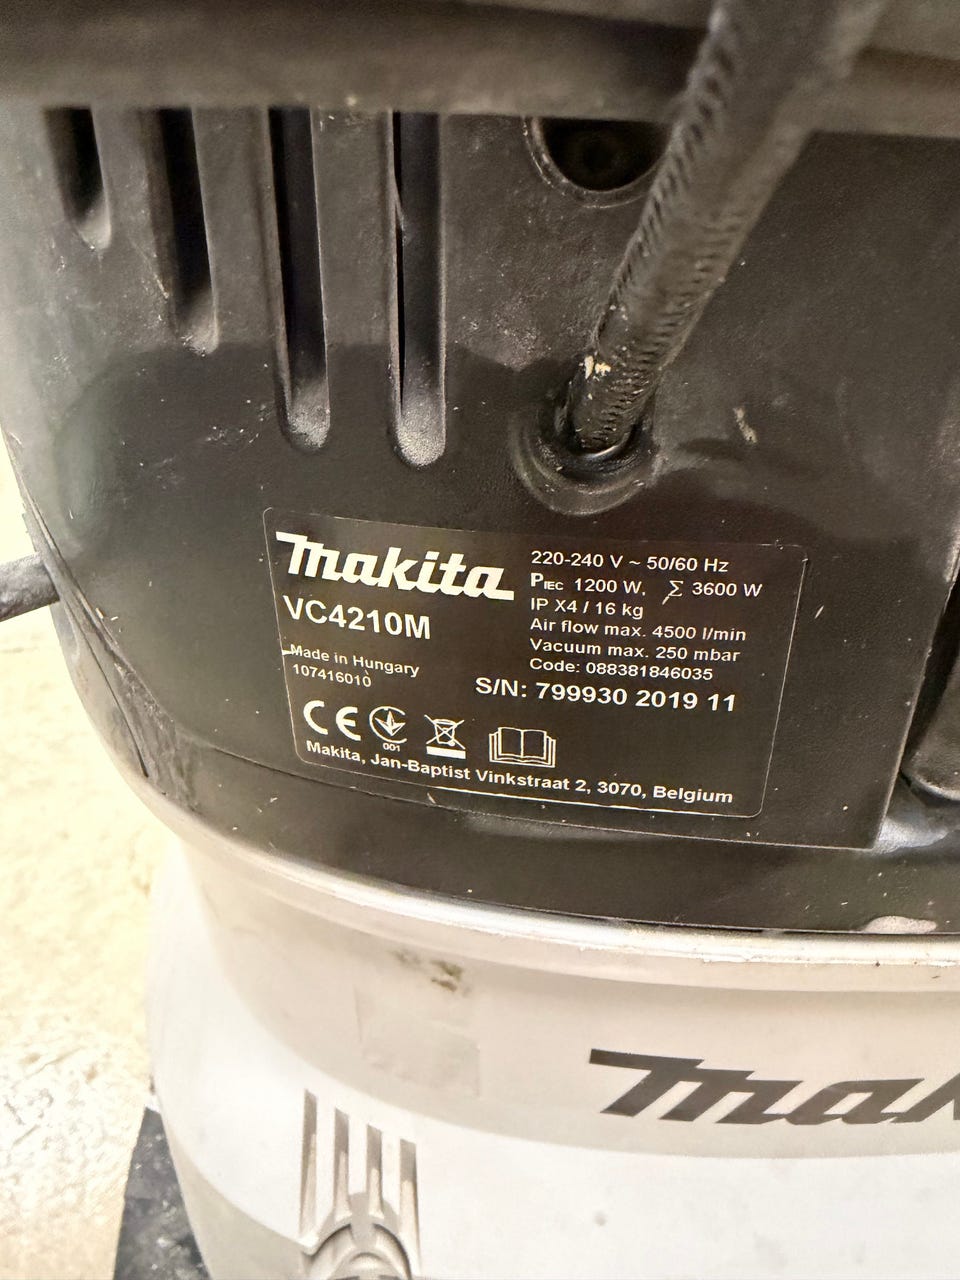 makita
VC4210M
Made in Hungary
107416010
220-240 V ~ 50/60 Hz
PIEC 1200 W, Σ 3600 W
IP X4 / 16 kg
Air flow max. 4500 l/min
Vacuum max. 250 mbar
Code: 088381846035
S/N: 799930 2019 11
CE
001
Makita, Jan-Baptist Vinkstraat 2, 3070, Belgium
mak